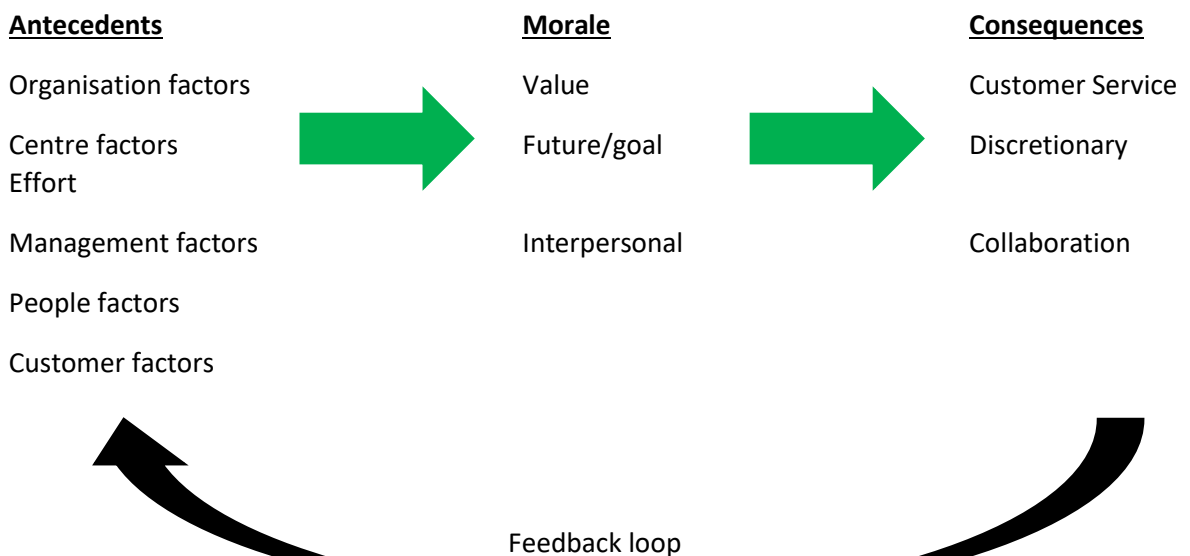 Antecedents Morale Consequences
Organisation factors Value Customer Service
Centre factors Future/goal Discretionary
Effort
Management factors Interpersonal Collaboration
People factors
Customer factors
Feedback loop